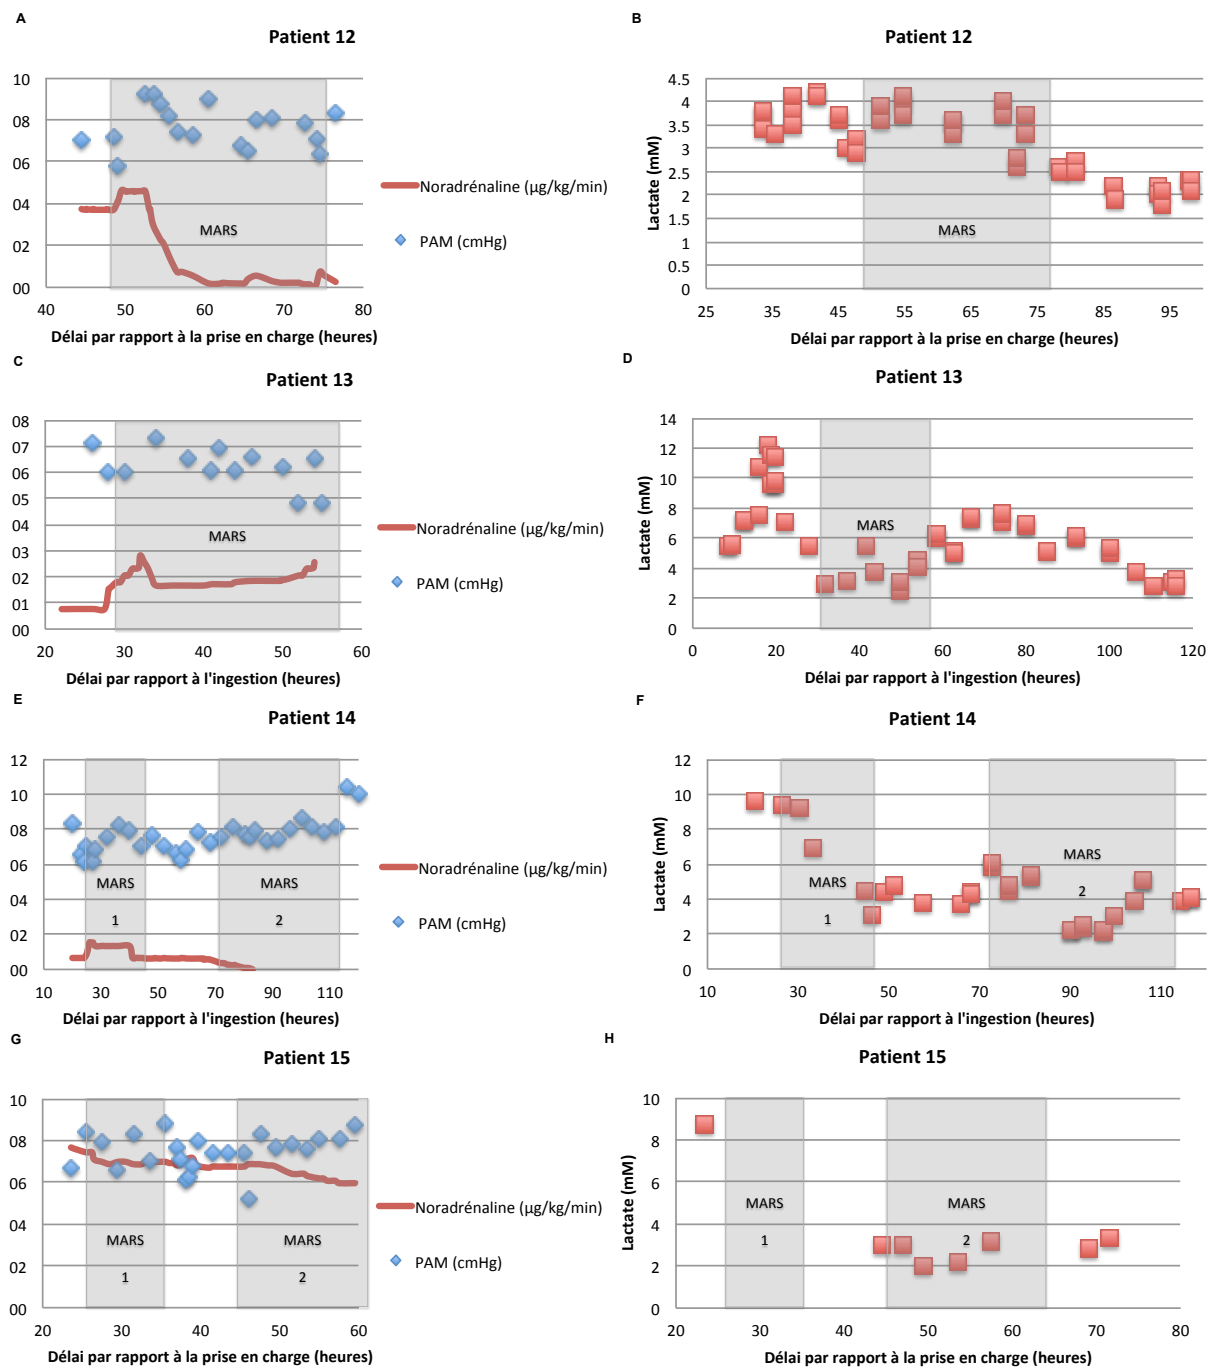 A
Patient 12
10
08
06
04
02
00
MARS
40 50 60 70 80
Délai par rapport à la prise en charge (heures)
Noradrénaline (µg/kg/min)
PAM (cmHg)
B
Patient 12
Lactate (mM)
4.5
4
3.5
3
2.5
2
1.5
1
0.5
0
MARS
25 35 45 55 65 75 85 95
Délai par rapport à la prise en charge (heures)
C
Patient 13
08
07
06
05
04
03
02
01
00
MARS
20 30 40 50 60
Délai par rapport à l'ingestion (heures)
Noradrénaline (µg/kg/min)
PAM (cmHg)
D
Patient 13
Lactate (mM)
14
12
10
8
6
4
2
0
MARS
0 20 40 60 80 100 120
Délai par rapport à l'ingestion (heures)
E
Patient 14
12
10
08
06
04
02
00
MARS MARS
1 2
10 30 50 70 90 110
Délai par rapport à l'ingestion (heures)
Noradrénaline (µg/kg/min)
PAM (cmHg)
F
Patient 14
Lactate (mM)
12
10
8
6
4
2
0
MARS
1
MARS
2
10 30 50 70 90 110
Délai par rapport à l'ingestion (heures)
G
Patient 15
10
08
06
04
02
00
MARS MARS
1 2
20 30 40 50 60
Délai par rapport à la prise en charge (heures)
Noradrénaline (µg/kg/min)
PAM (cmHg)
H
Patient 15
Lactate (mM)
10
8
6
4
2
0
MARS MARS
1 2
20 30 40 50 60 70 80
Délai par rapport à la prise en charge (heures)